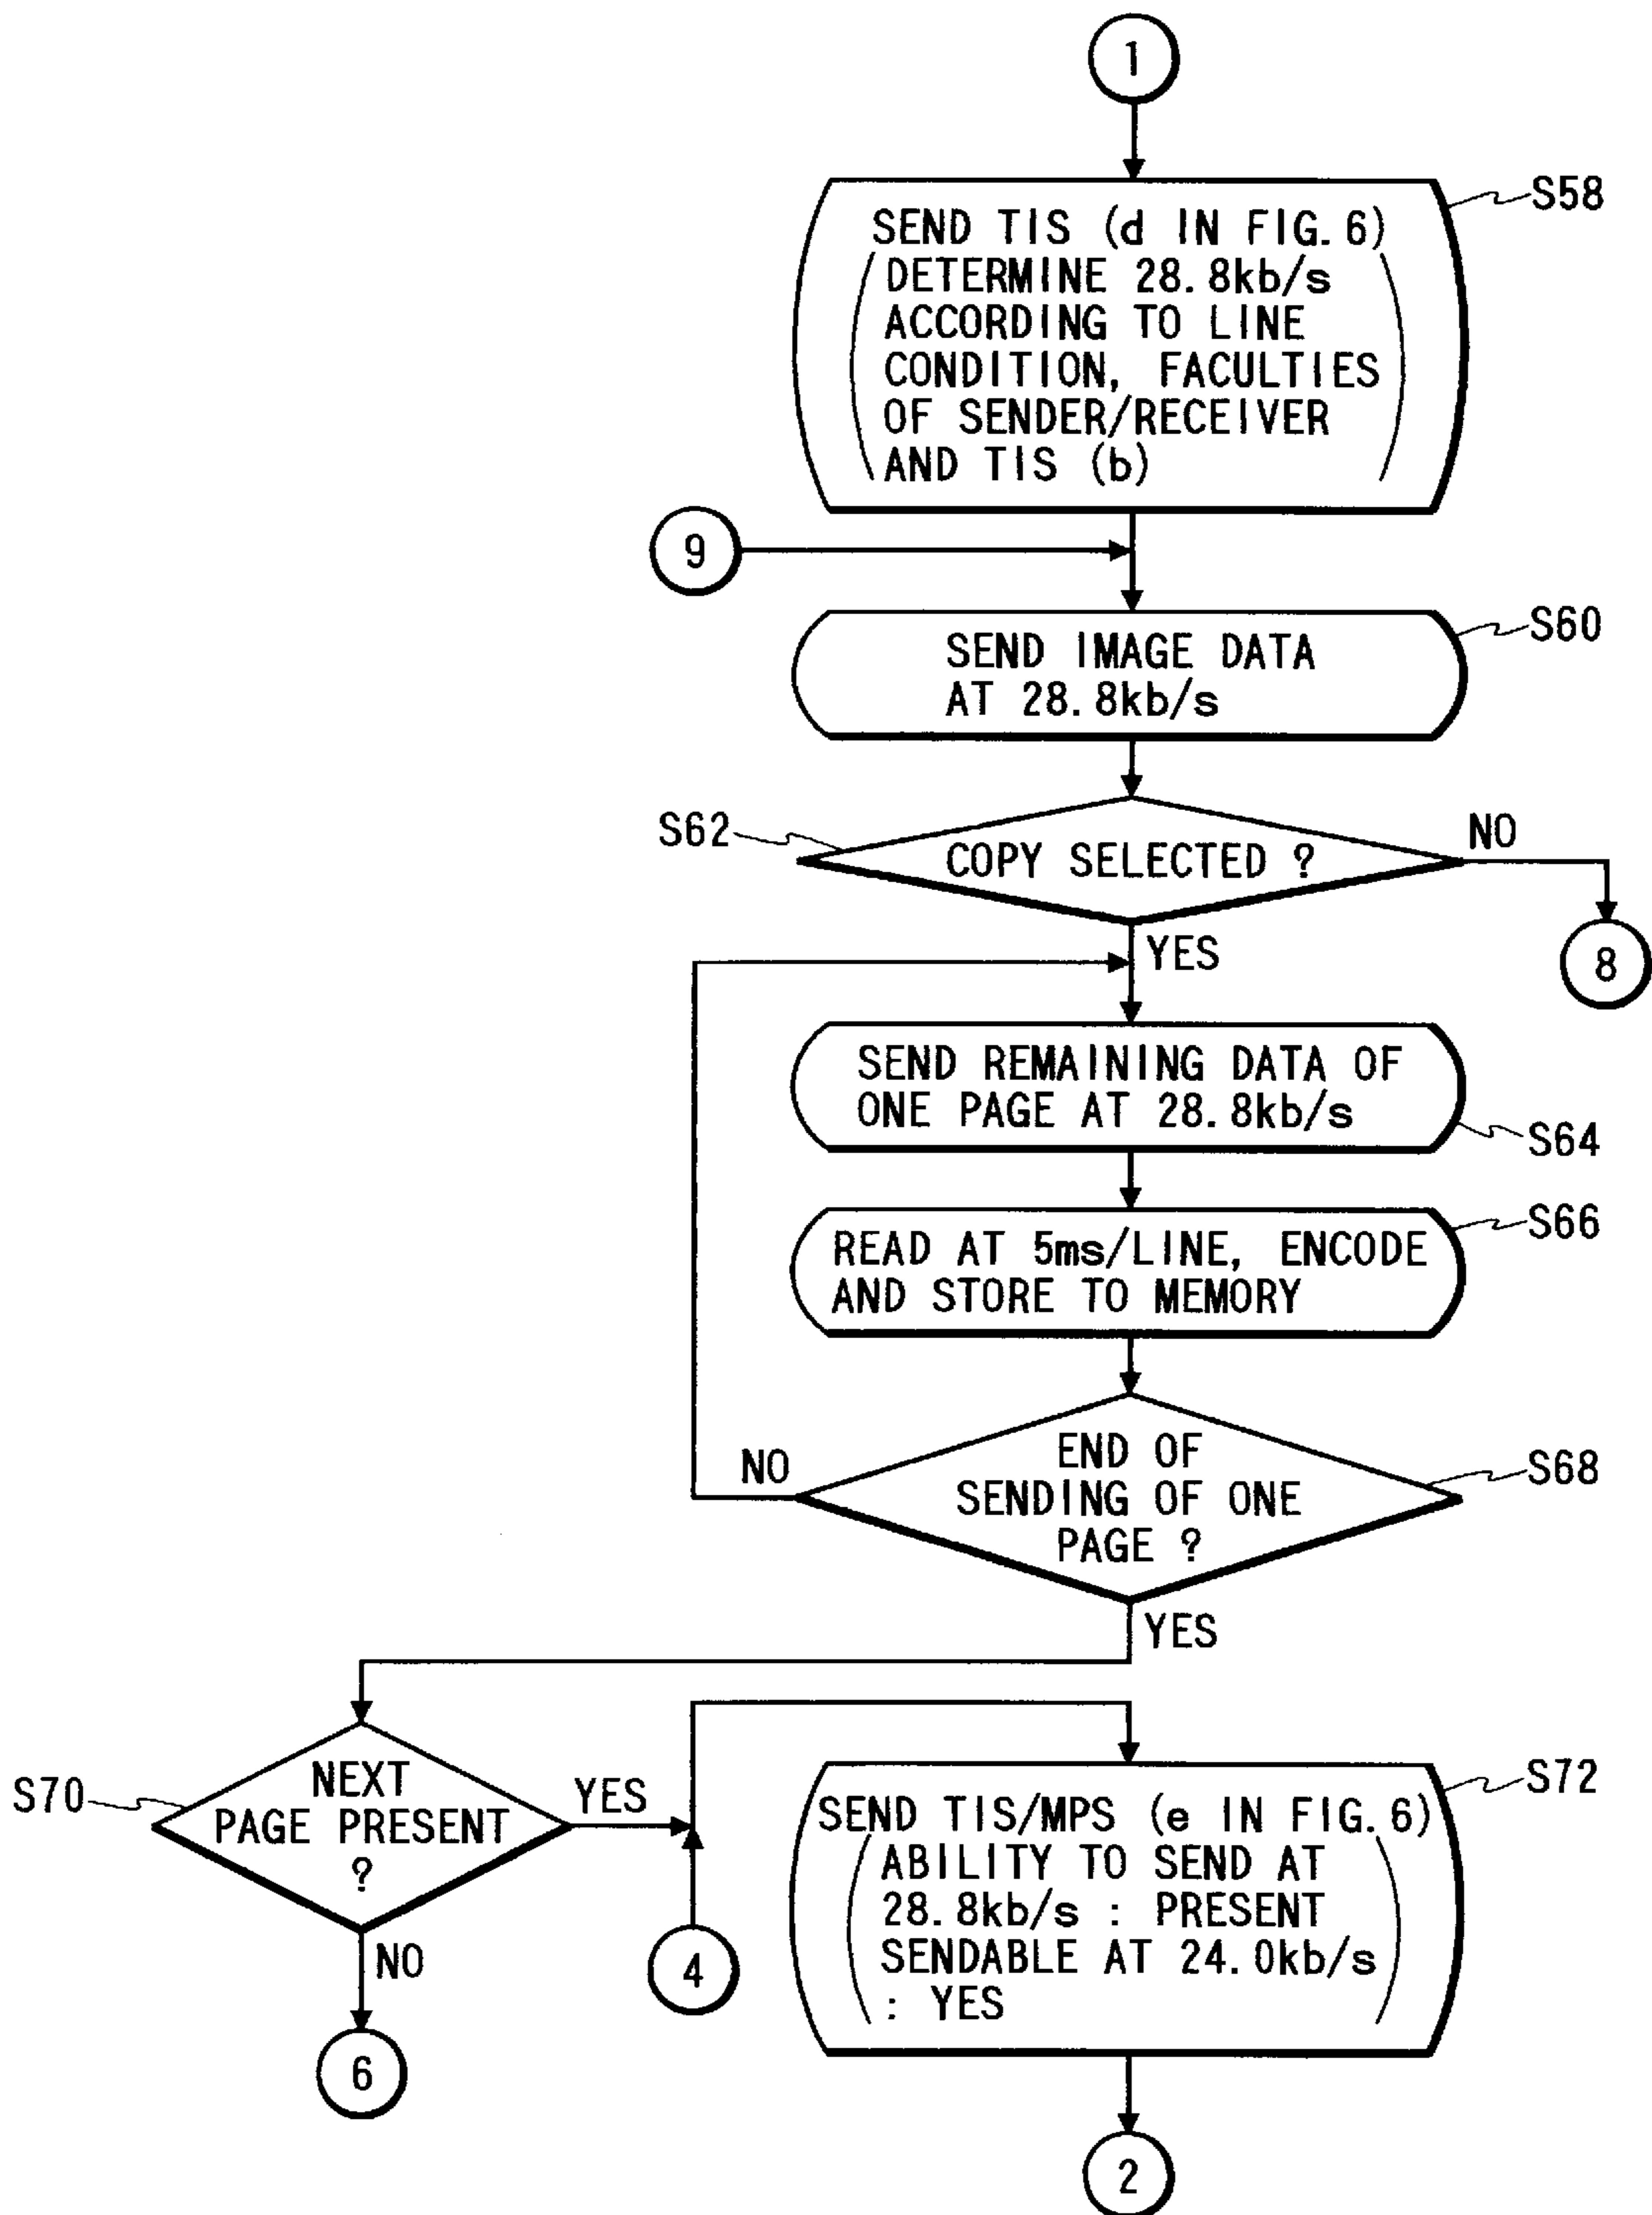 1
S58
SEND TIS (d IN FIG. 6)
(DETERMINE 28.8kb/s
ACCORDING TO LINE
CONDITION, FACULTIES
OF SENDER/RECEIVER
AND TIS (b))
9
S60
SEND IMAGE DATA
AT 28.8kb/s
S62
COPY SELECTED ?
NO
8
YES
SEND REMAINING DATA OF
ONE PAGE AT 28.8kb/s
S64
S66
READ AT 5ms/LINE, ENCODE
AND STORE TO MEMORY
END OF
SENDING OF ONE
PAGE ?
NO
S68
YES
S70
NEXT
PAGE PRESENT
?
YES
NO
6
4
S72
SEND TIS/MPS (e IN FIG. 6)
(ABILITY TO SEND AT
28.8kb/s : PRESENT
SENDABLE AT 24.0kb/s
: YES)
2